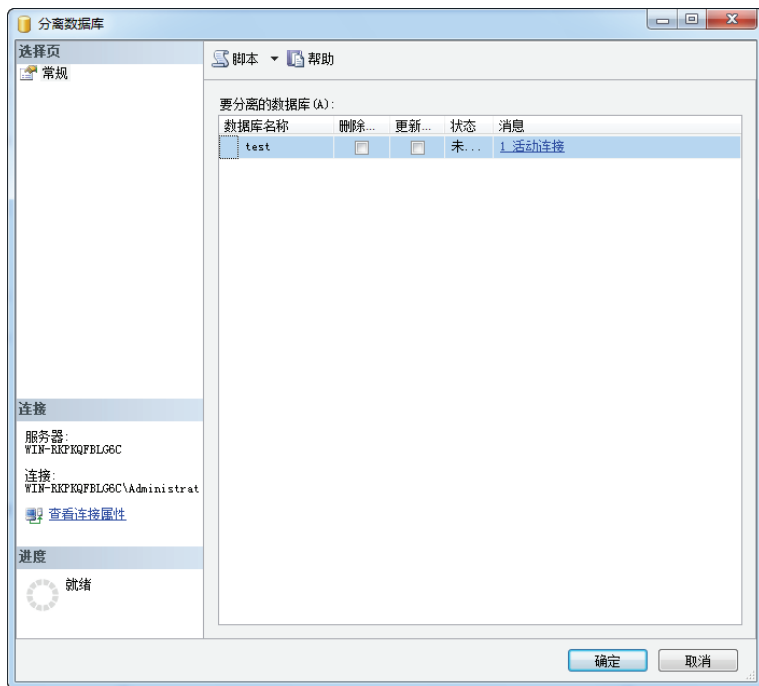 分离数据库
选择页
常规
脚本 帮助
要分离的数据库(A):
数据库名称 删除... 更新... 状态 消息
test 未... 1 活动连接
连接
服务器:
WIN-RKPKQFBLG6C
连接:
WIN-RKPKQFBLG6C\Administrat
查看连接属性
进度
就绪
确定 取消